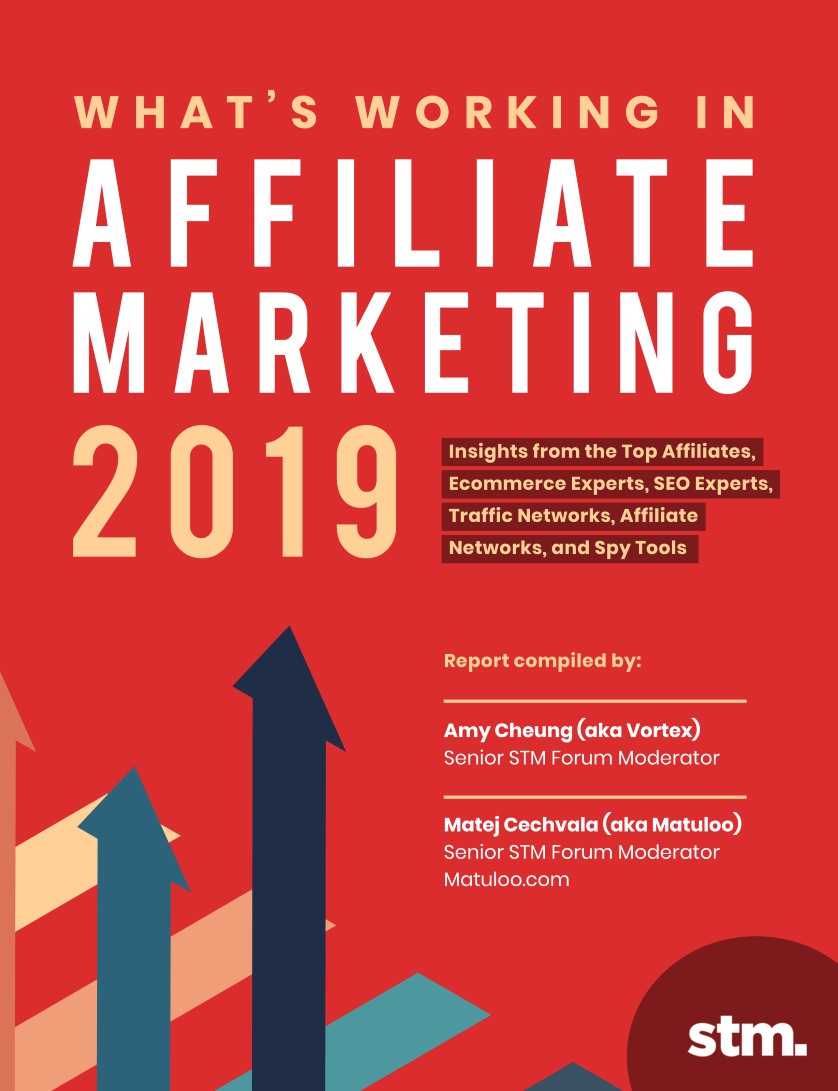 WHAT'S WORKING IN
AFFILIATE
MARKETING
2019
Insights from the Top Affiliates,
Ecommerce Experts, SEO Experts,
Traffic Networks, Affiliate
Networks, and Spy Tools
Report compiled by:
Amy Cheung (aka Vortex)
Senior STM Forum Moderator
Matej Cechvala (aka Matuloo)
Senior STM Forum Moderator
Matuloo.com
stm.